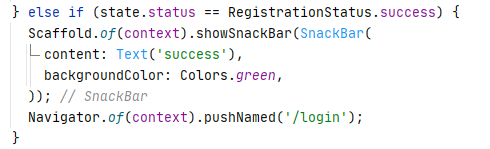 } else if (state.status == RegistrationStatus.success) {
  Scaffold.of(context).showSnackBar(SnackBar(
    content: Text('success'),
    backgroundColor: Colors.green,
  )); // SnackBar
  Navigator.of(context).pushNamed('/login');
}